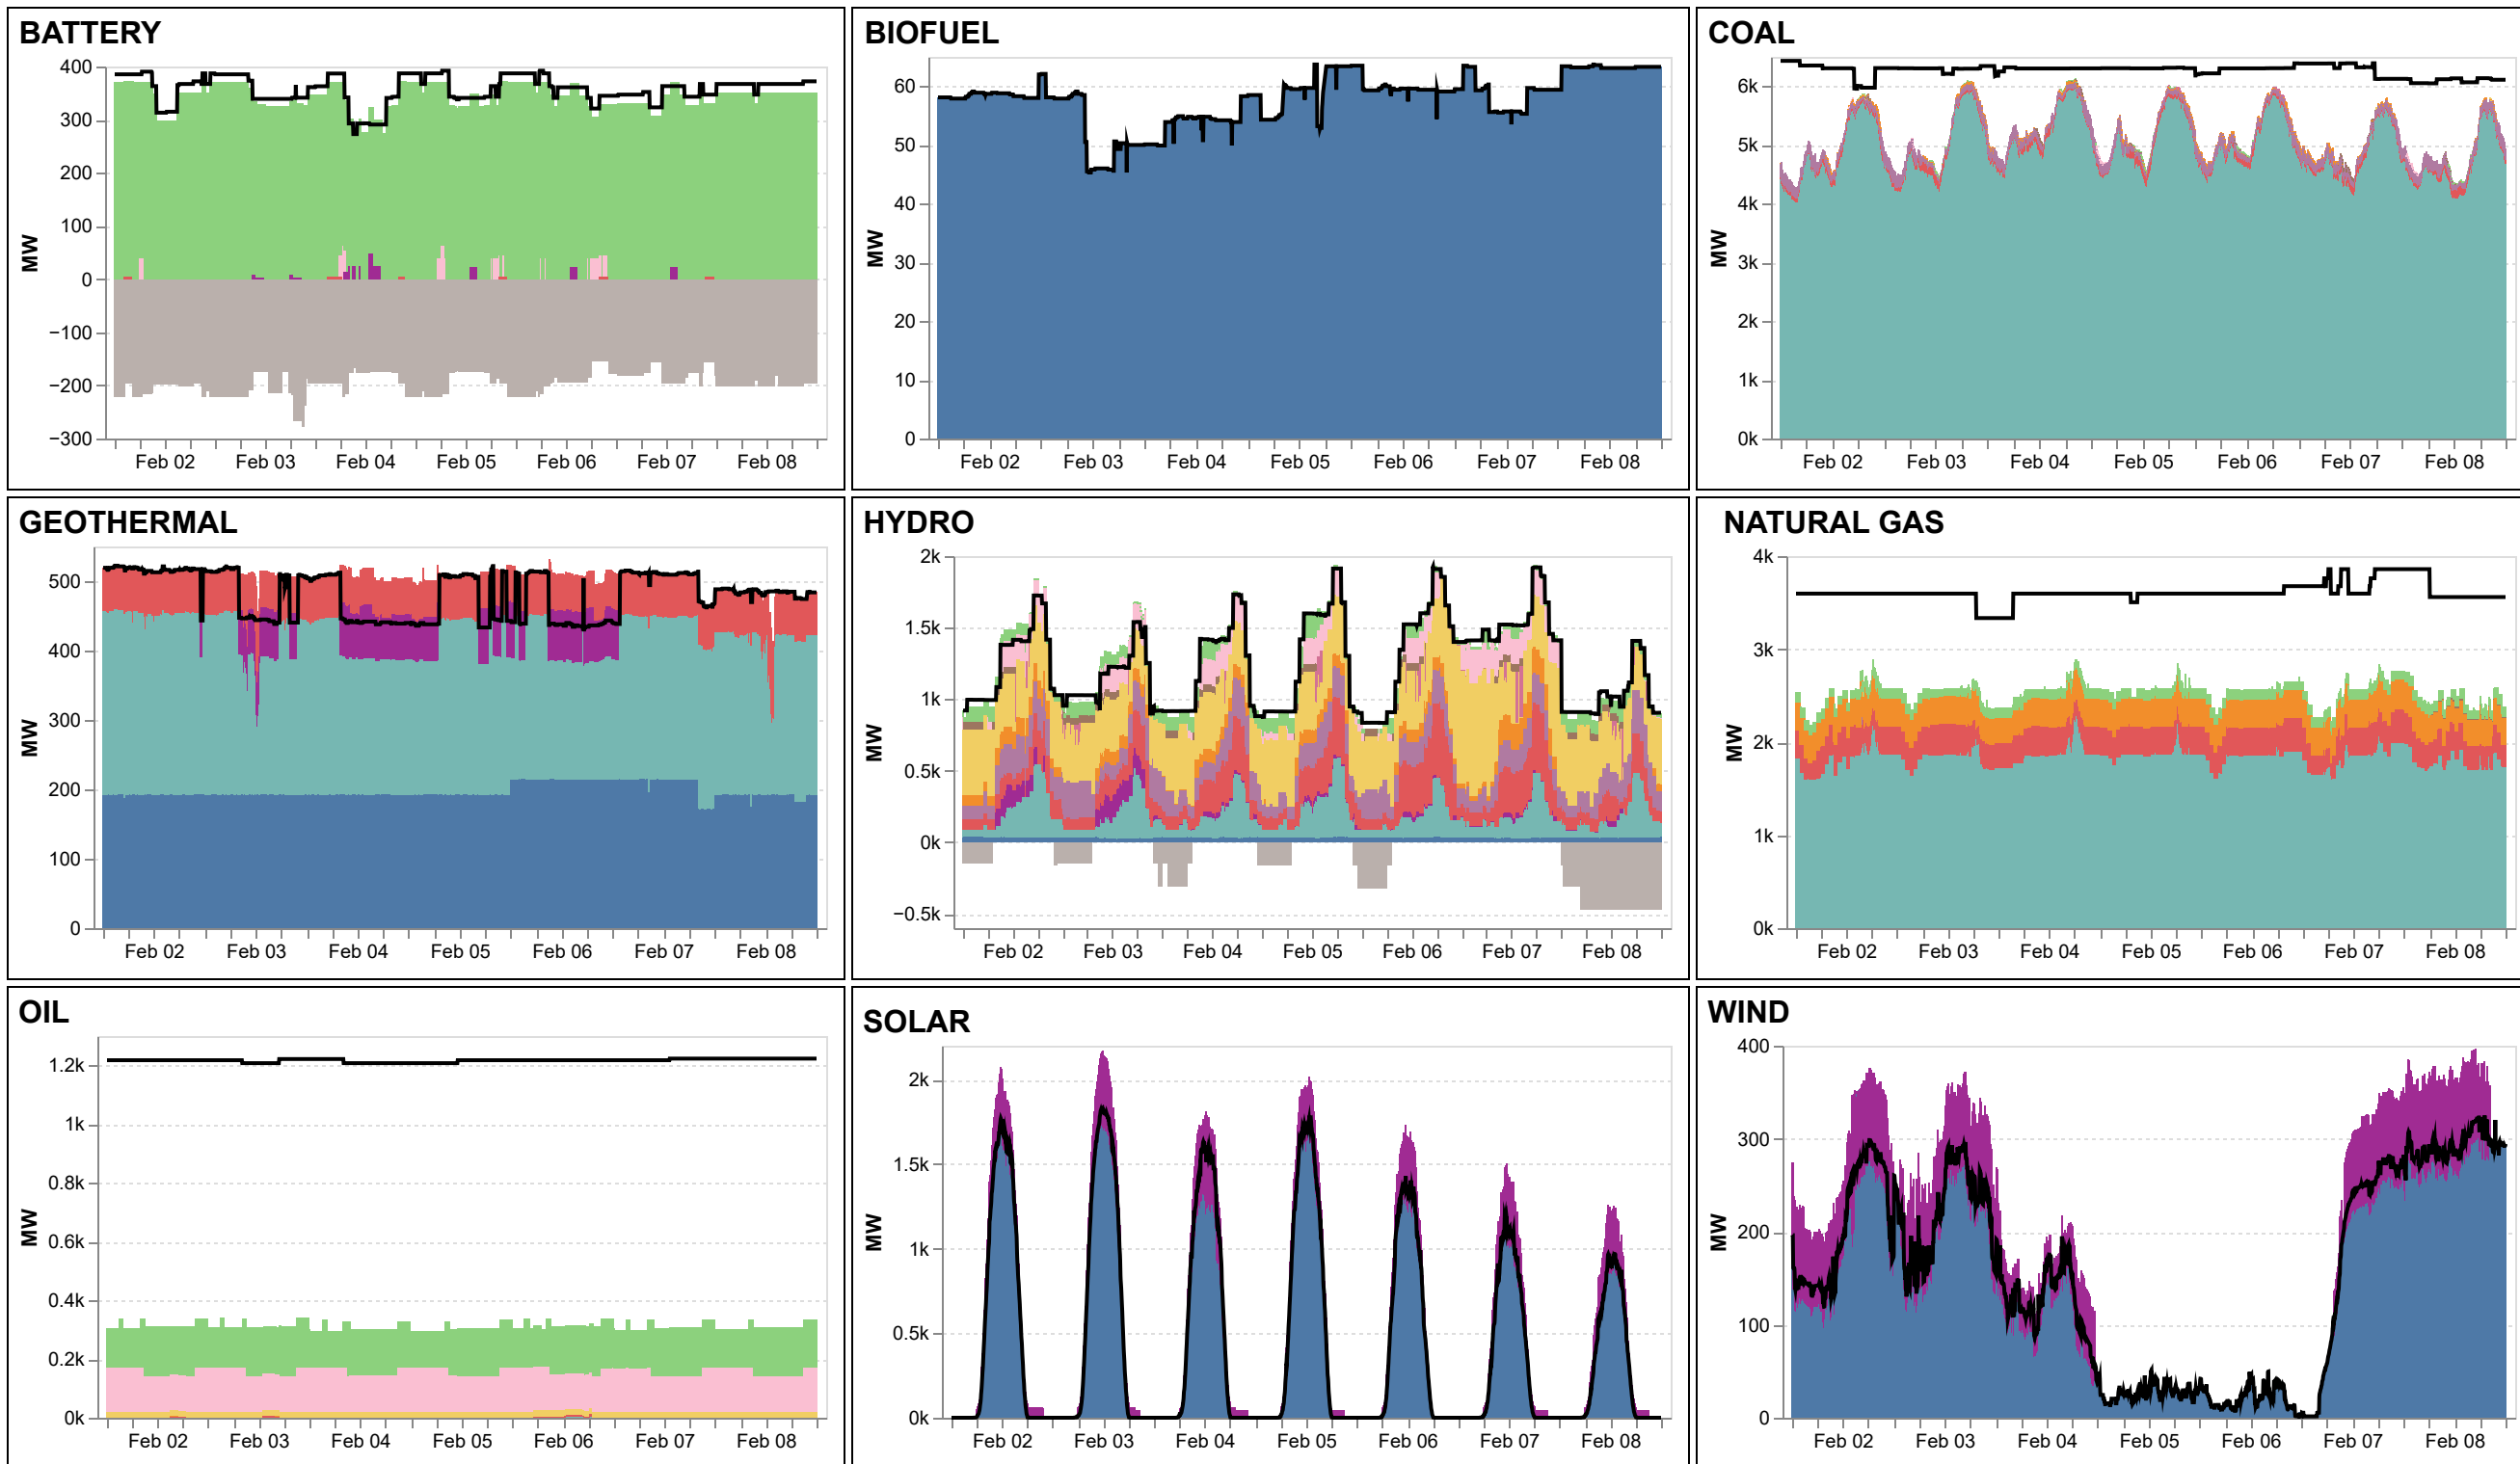 BATTERY
400
300
200
100
0
−100
−200
−300
MW
Feb 02 Feb 03 Feb 04 Feb 05 Feb 06 Feb 07 Feb 08
BIOFUEL
60
50
40
30
20
10
0
MW
Feb 02 Feb 03 Feb 04 Feb 05 Feb 06 Feb 07 Feb 08
COAL
6k
5k
4k
3k
2k
1k
0k
MW
Feb 02 Feb 03 Feb 04 Feb 05 Feb 06 Feb 07 Feb 08
GEOTHERMAL
500
400
300
200
100
0
MW
Feb 02 Feb 03 Feb 04 Feb 05 Feb 06 Feb 07 Feb 08
HYDRO
2k
1.5k
1k
0.5k
0k
−0.5k
MW
Feb 02 Feb 03 Feb 04 Feb 05 Feb 06 Feb 07 Feb 08
NATURAL GAS
4k
3k
2k
1k
0k
MW
Feb 02 Feb 03 Feb 04 Feb 05 Feb 06 Feb 07 Feb 08
OIL
1.2k
1k
0.8k
0.6k
0.4k
0.2k
0k
MW
Feb 02 Feb 03 Feb 04 Feb 05 Feb 06 Feb 07 Feb 08
SOLAR
2k
1.5k
1k
0.5k
0k
MW
Feb 02 Feb 03 Feb 04 Feb 05 Feb 06 Feb 07 Feb 08
WIND
400
300
200
100
0
MW
Feb 02 Feb 03 Feb 04 Feb 05 Feb 06 Feb 07 Feb 08